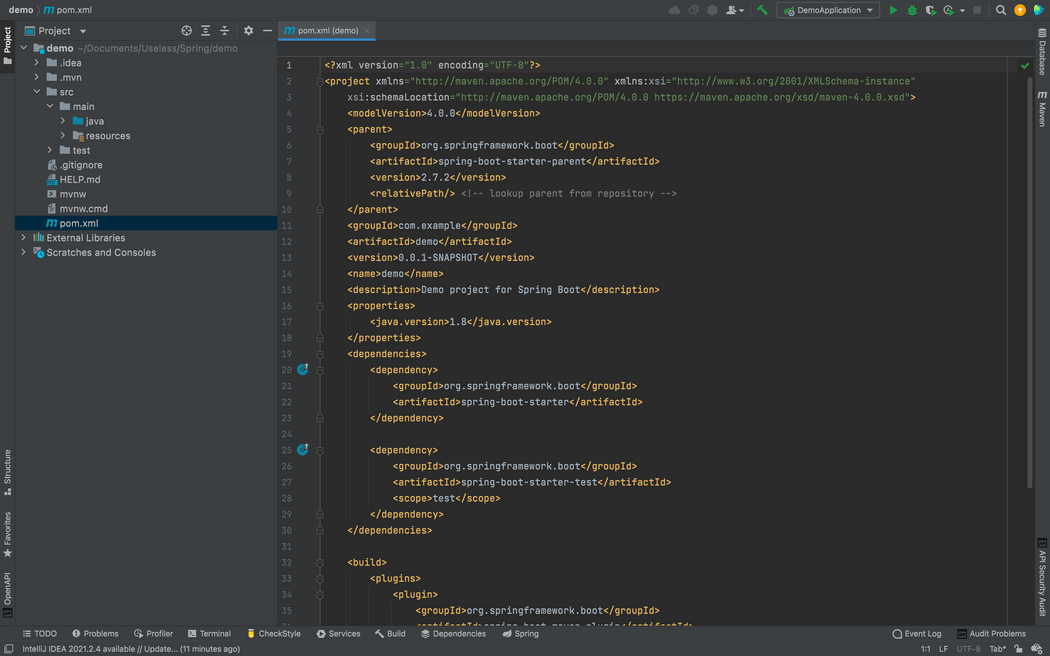 demo › pom.xml
DemoApplication
Project
pom.xml (demo)
Project
demo ~/Documents/Useless/Spring/demo
.idea
.mvn
src
main
java
resources
test
.gitignore
HELP.md
mvnw
mvnw.cmd
pom.xml
External Libraries
Scratches and Consoles
Structure
Favorites
OpenAPI
1 <?xml version="1.0" encoding="UTF-8"?>
2 <project xmlns="http://maven.apache.org/POM/4.0.0" xmlns:xsi="http://www.w3.org/2001/XMLSchema-instance"
3 xsi:schemaLocation="http://maven.apache.org/POM/4.0.0 https://maven.apache.org/xsd/maven-4.0.0.xsd">
4 <modelVersion>4.0.0</modelVersion>
5 <parent>
6 <groupId>org.springframework.boot</groupId>
7 <artifactId>spring-boot-starter-parent</artifactId>
8 <version>2.7.2</version>
9 <relativePath/> <!-- lookup parent from repository -->
10 </parent>
11 <groupId>com.example</groupId>
12 <artifactId>demo</artifactId>
13 <version>0.0.1-SNAPSHOT</version>
14 <name>demo</name>
15 <description>Demo project for Spring Boot</description>
16 <properties>
17 <java.version>1.8</java.version>
18 </properties>
19 <dependencies>
20 <dependency>
21 <groupId>org.springframework.boot</groupId>
22 <artifactId>spring-boot-starter</artifactId>
23 </dependency>
24
25 <dependency>
26 <groupId>org.springframework.boot</groupId>
27 <artifactId>spring-boot-starter-test</artifactId>
28 <scope>test</scope>
29 </dependency>
30 </dependencies>
31
32 <build>
33 <plugins>
34 <plugin>
35 <groupId>org.springframework.boot</groupId>
Database
Maven
API Security Audit
TODO Problems Profiler Terminal CheckStyle Services Build Dependencies Spring Event Log Audit Problems
IntelliJ IDEA 2021.2.4 available // Update... (11 minutes ago) 1:1 LF UTF-8 Tab*